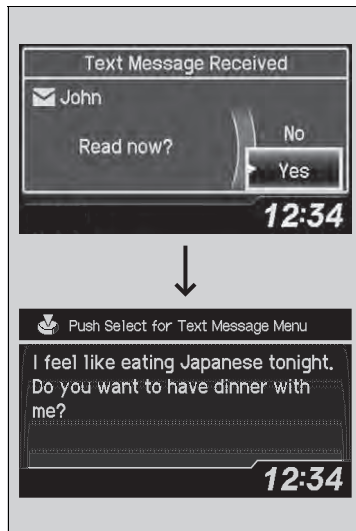 Text Message Received
John
Read now?
No
Yes
12:34
Push Select for Text Message Menu
I feel like eating Japanese tonight.
Do you want to have dinner with
me?
12:34